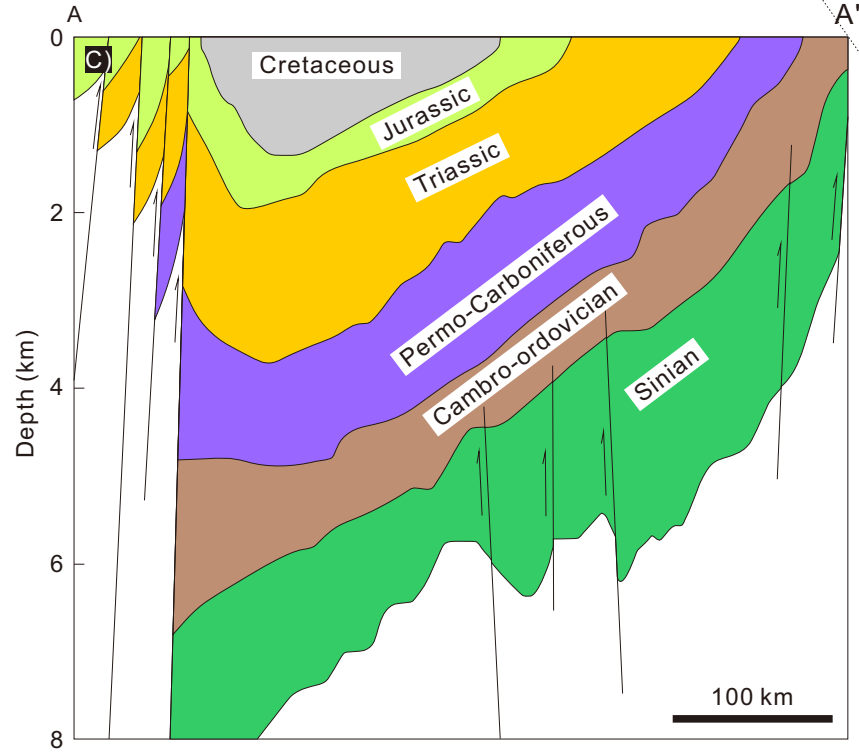 A
A'
C)
0
2
4
6
8
Depth (km)
Cretaceous
Jurassic
Triassic
Permo-Carboniferous
Cambro-ordovician
Sinian
100 km